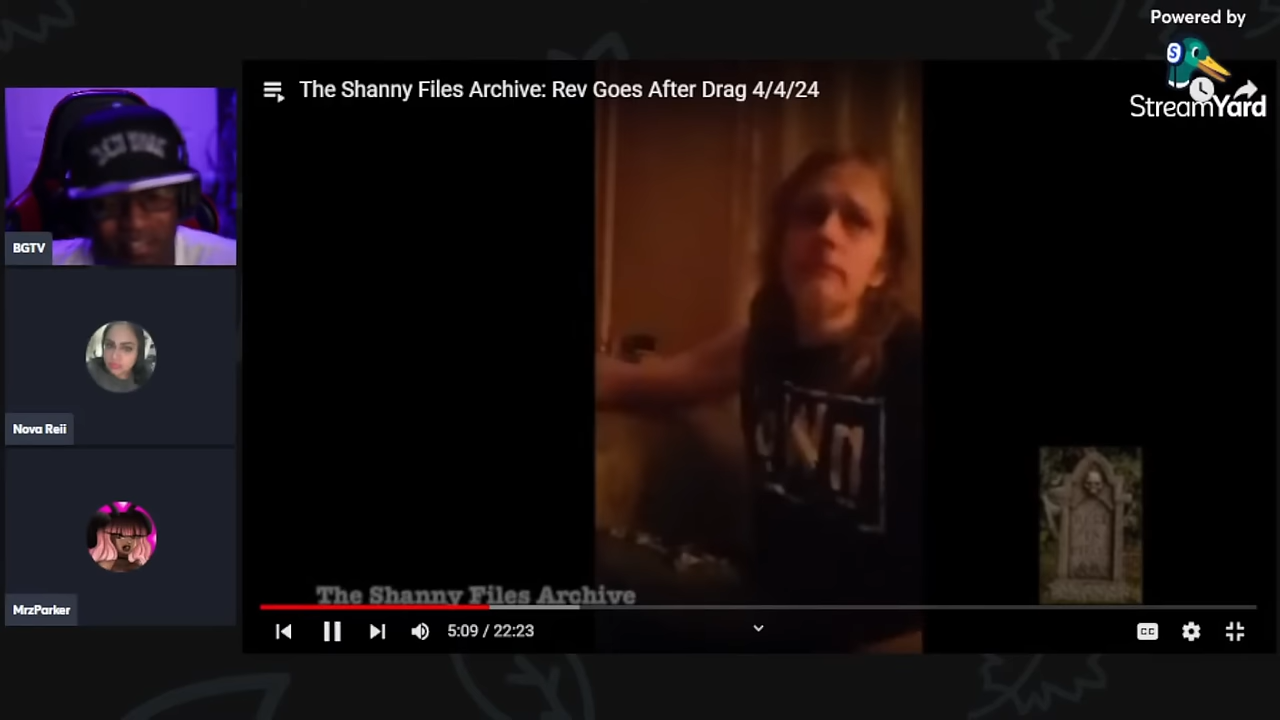 Powered by
StreamYard
The Shanny Files Archive: Rev Goes After Drag 4/4/24
BGTV
Nova Reii
MrzParker
The Shanny Files Archive
5:09 / 22:23
CC